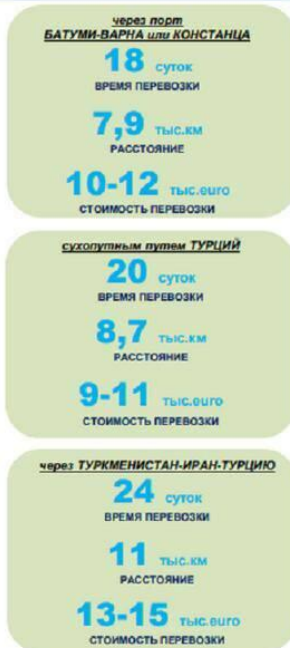 через порт
БАТУМИ-ВАРНА или КОНСТАНЦА
18 суток
ВРЕМЯ ПЕРЕВОЗКИ
7,9 тыс.км
РАССТОЯНИЕ
10-12 тыс.euro
СТОИМОСТЬ ПЕРЕВОЗКИ
сухопутным путем ТУРЦИЙ
20 суток
ВРЕМЯ ПЕРЕВОЗКИ
8,7 тыс.км
РАССТОЯНИЕ
9-11 тыс.euro
СТОИМОСТЬ ПЕРЕВОЗКИ
через ТУРКМЕНИСТАН-ИРАН-ТУРЦИЮ
24 суток
ВРЕМЯ ПЕРЕВОЗКИ
11 тыс.км
РАССТОЯНИЕ
13-15 тыс.euro
СТОИМОСТЬ ПЕРЕВОЗКИ